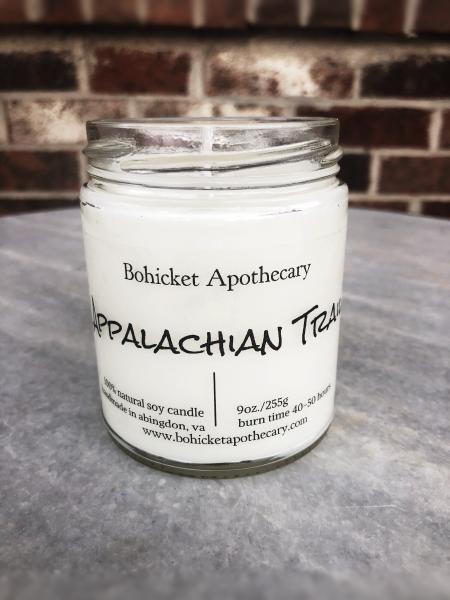 Bohicket Apothecary
Appalachian Trai
100% natural soy candle
handmade in abingdon, va
9oz./255g
burn time 40-50 hours
www.bohicketapothecary.com